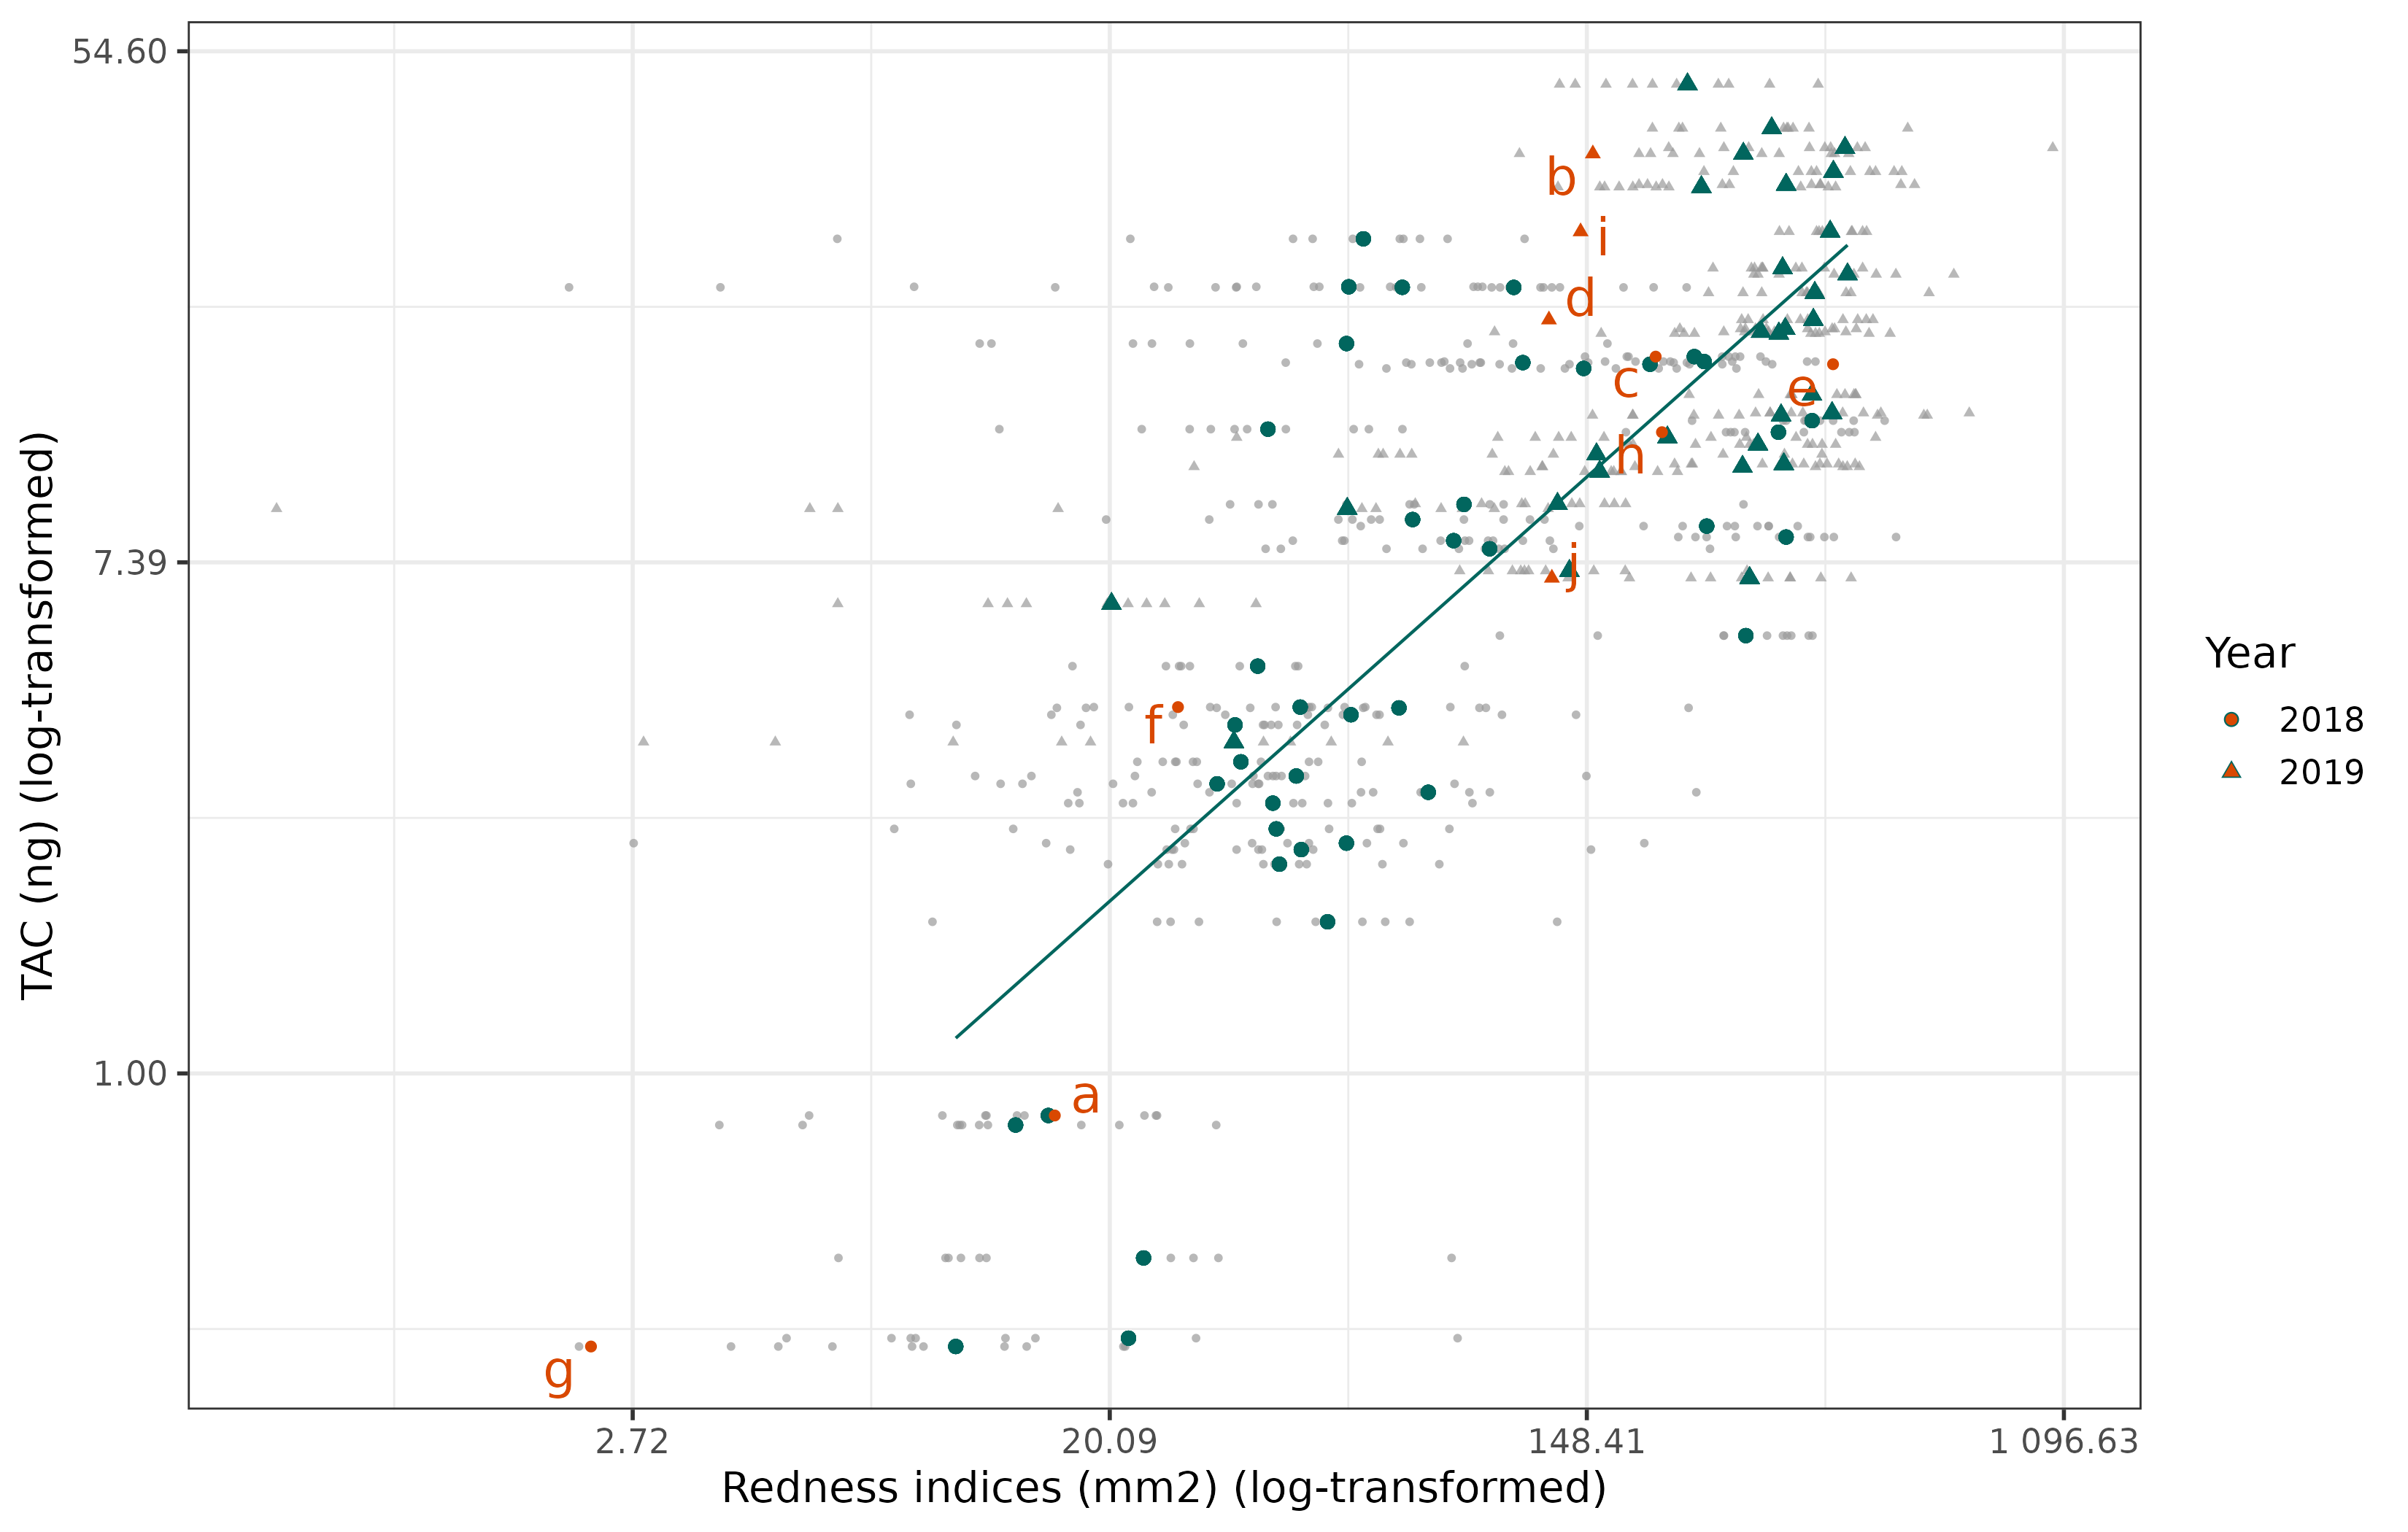 54.60
7.39
1.00
TAC (ng) (log-transformed)
b
i
d
c
e
h
j
f
a
g
2.72
20.09
148.41
1 096.63
Redness indices (mm2) (log-transformed)
Year
2018
2019